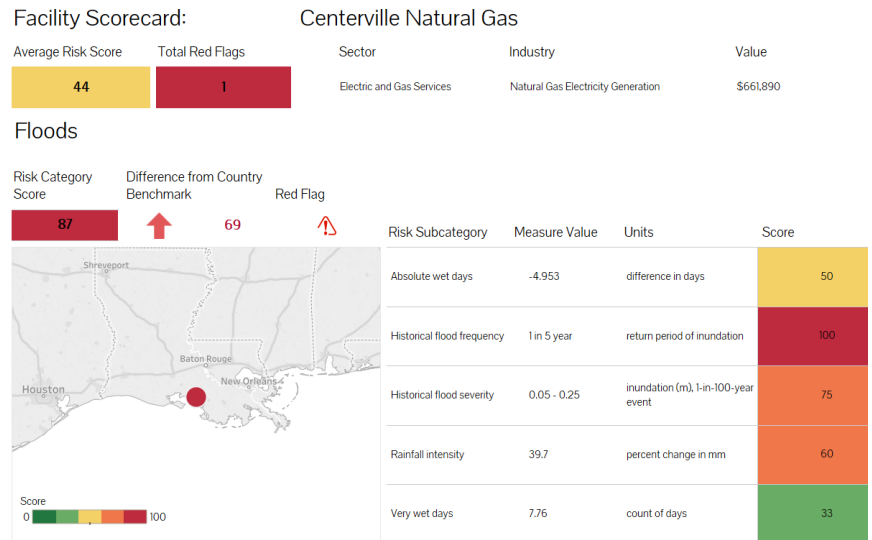 Facility Scorecard: Centerville Natural Gas
Average Risk Score Total Red Flags Sector Industry Value
44 1 Electric and Gas Services Natural Gas Electricity Generation $661,890
Floods
Risk Category Score Difference from Country Benchmark Red Flag
87 69
Risk Subcategory Measure Value Units Score
Absolute wet days -4.953 difference in days 50
Historical flood frequency 1 in 5 year return period of inundation 100
Historical flood severity 0.05 - 0.25 inundation (m), 1-in-100-year event 75
Rainfall intensity 39.7 percent change in mm 60
Very wet days 7.76 count of days 33
Shreveport
Baton Rouge
New Orleans
Houston
Score
0 100